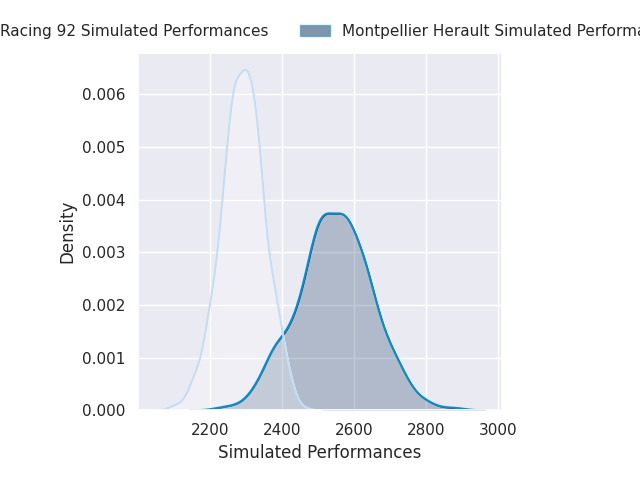 Racing 92 Simulated Performances
Montpellier Herault Simulated Performa
0.006
0.005
0.004
0.003
0.002
0.001
0.000
Density
2200 2400 2600 2800 3000
Simulated Performances